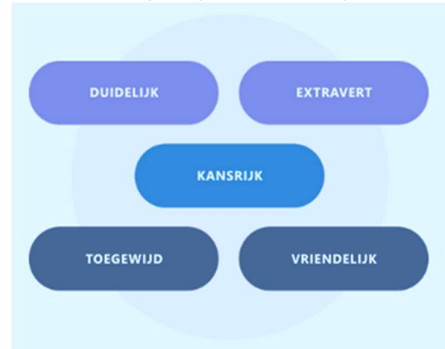 DUIDELIJK
EXTRAVERT
KANSRIJK
TOEGEWIJD
VRIENDELIJK